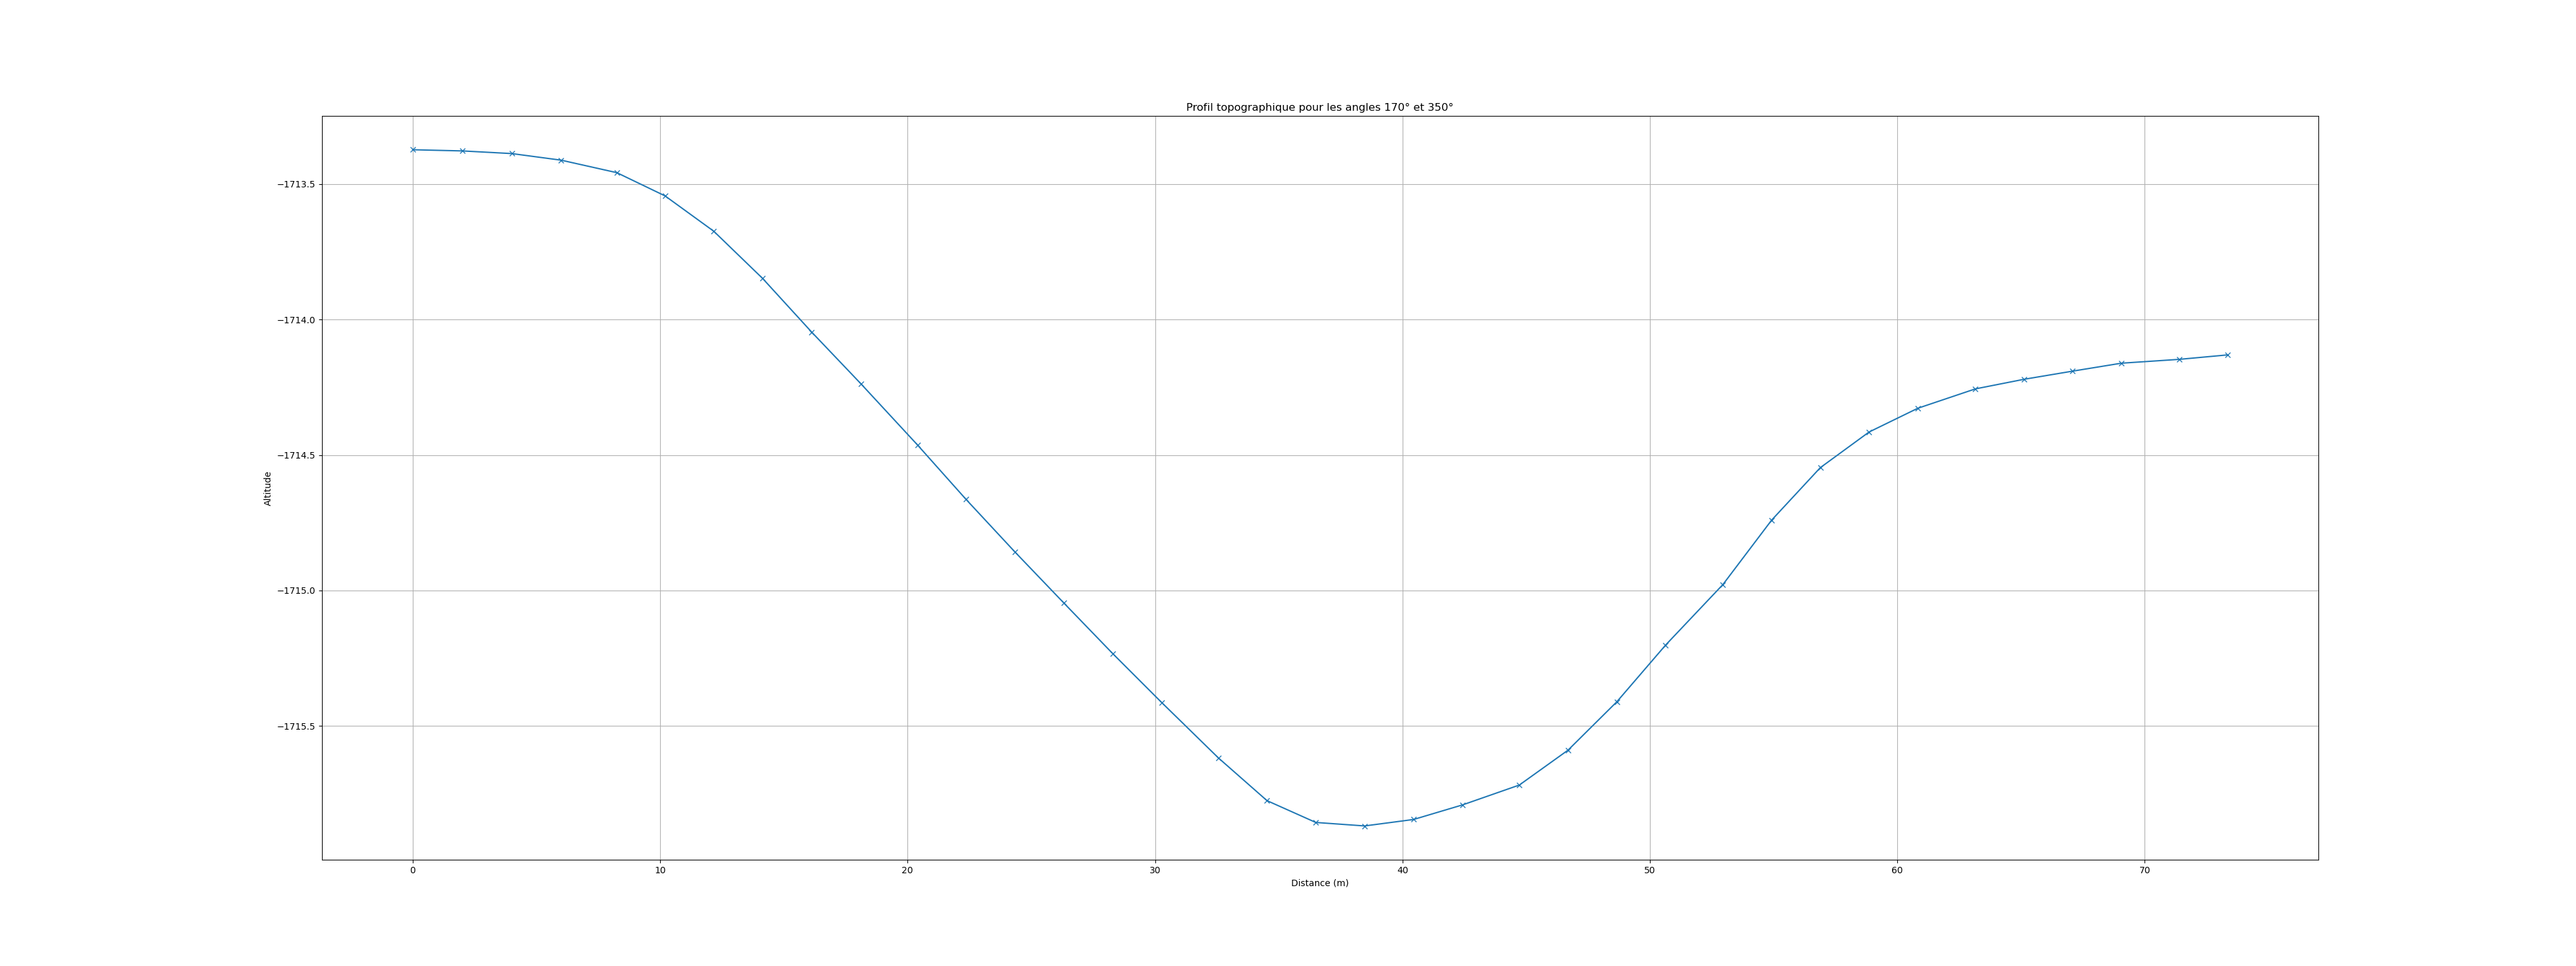 Profil topographique pour les angles 170° et 350°
Altitude
−1713.5
−1714.0
−1714.5
−1715.0
−1715.5
0 10 20 30 40 50 60 70
Distance (m)